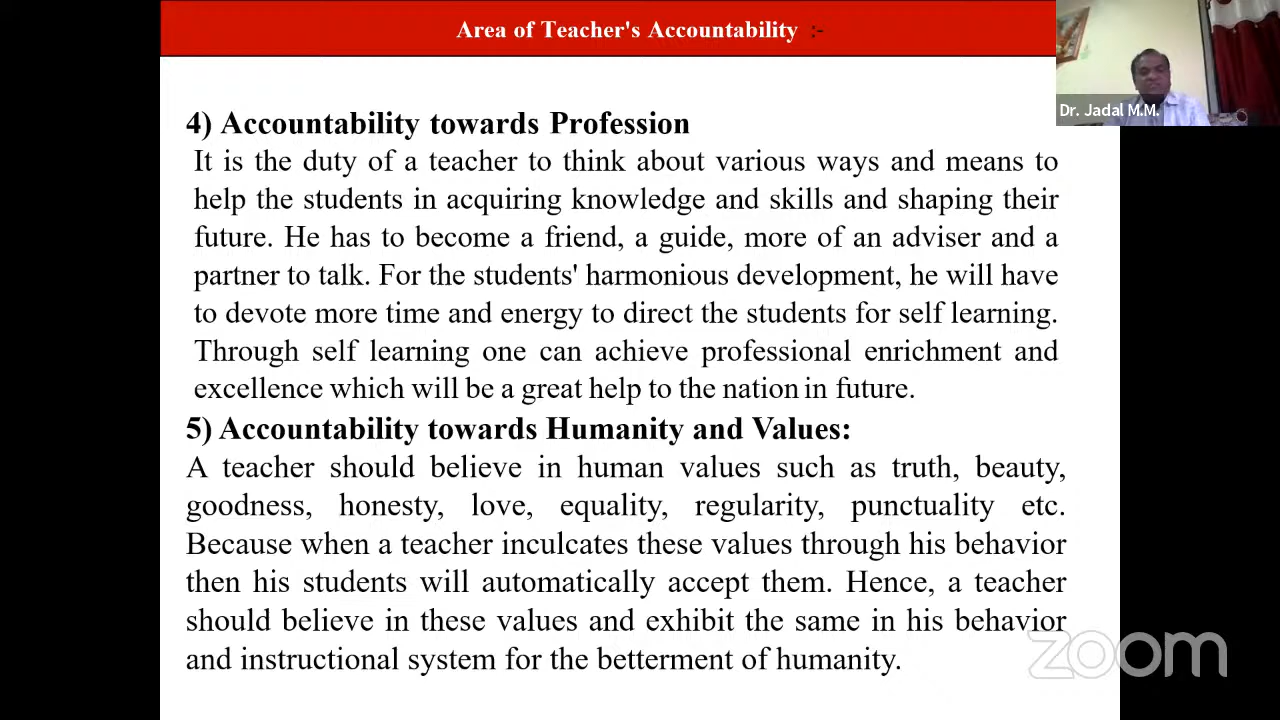 Area of Teacher's Accountability :-
Dr. Jadal M.M.
4) Accountability towards Profession
It is the duty of a teacher to think about various ways and means to
help the students in acquiring knowledge and skills and shaping their
future. He has to become a friend, a guide, more of an adviser and a
partner to talk. For the students' harmonious development, he will have
to devote more time and energy to direct the students for self learning.
Through self learning one can achieve professional enrichment and
excellence which will be a great help to the nation in future.
5) Accountability towards Humanity and Values:
A teacher should believe in human values such as truth, beauty,
goodness, honesty, love, equality, regularity, punctuality etc.
Because when a teacher inculcates these values through his behavior
then his students will automatically accept them. Hence, a teacher
should believe in these values and exhibit the same in his behavior
and instructional system for the betterment of humanity.
zoom